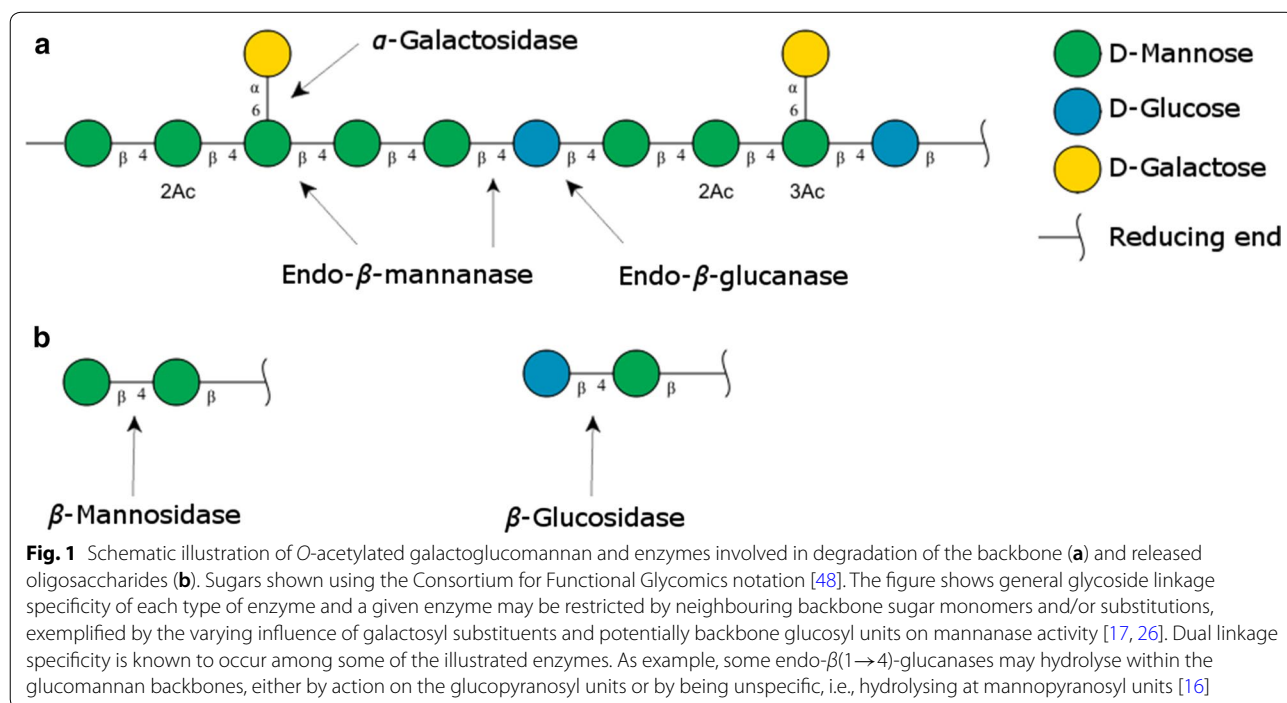 a
α-Galactosidase
D-Mannose
D-Glucose
D-Galactose
Reducing end
α
6
α
6
β 4 β 4 β 4 β 4 β 4 β 4 β 4 β 4 β 4 β
2Ac 2Ac 3Ac
Endo-β-mannanase Endo-β-glucanase
b
β 4 β β 4 β
β-Mannosidase β-Glucosidase
Fig. 1 Schematic illustration of O-acetylated galactoglucomannan and enzymes involved in degradation of the backbone (a) and released
oligosaccharides (b). Sugars shown using the Consortium for Functional Glycomics notation [48]. The figure shows general glycoside linkage
specificity of each type of enzyme and a given enzyme may be restricted by neighbouring backbone sugar monomers and/or substitutions,
exemplified by the varying influence of galactosyl substituents and potentially backbone glucosyl units on mannanase activity [17, 26]. Dual linkage
specificity is known to occur among some of the illustrated enzymes. As example, some endo-β(1→4)-glucanases may hydrolyse within the
glucomannan backbones, either by action on the glucopyranosyl units or by being unspecific, i.e., hydrolysing at mannopyranosyl units [16]